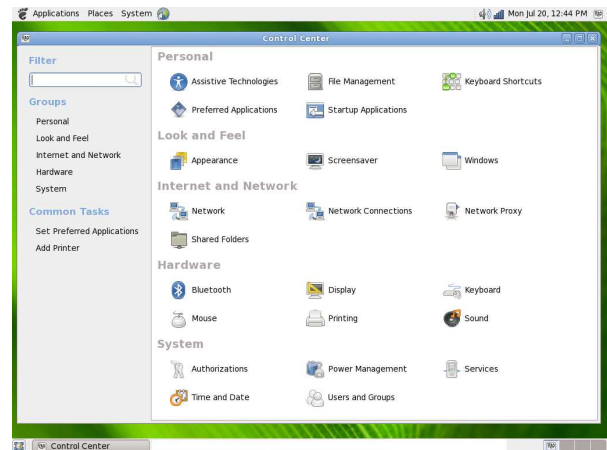 Applications Places System
Mon Jul 20, 12:44 PM
Control Center
Filter
Groups
Personal
Look and Feel
Internet and Network
Hardware
System
Common Tasks
Set Preferred Applications
Add Printer
Personal
Assistive Technologies
File Management
Keyboard Shortcuts
Preferred Applications
Startup Applications
Look and Feel
Appearance
Screensaver
Windows
Internet and Network
Network
Network Connections
Network Proxy
Shared Folders
Hardware
Bluetooth
Display
Keyboard
Mouse
Printing
Sound
System
Authorizations
Power Management
Services
Time and Date
Users and Groups
Control Center